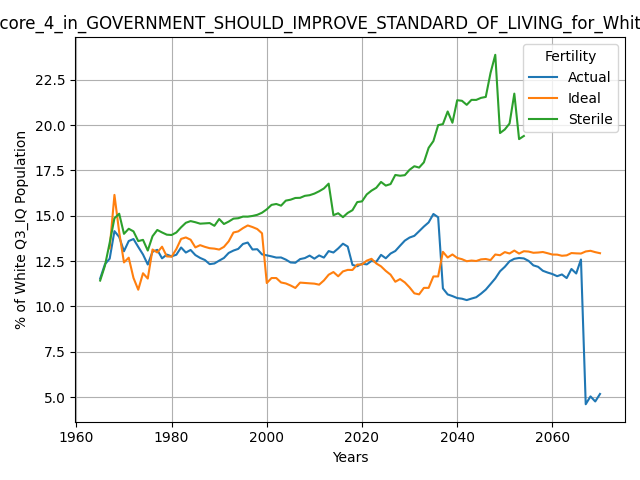 core_4_in_GOVERNMENT_SHOULD_IMPROVE_STANDARD_OF_LIVING_for_Whit
Fertility
Actual
Ideal
Sterile
% of White Q3_IQ Population
22.5
20.0
17.5
15.0
12.5
10.0
7.5
5.0
1960
1980
2000
2020
2040
2060
Years